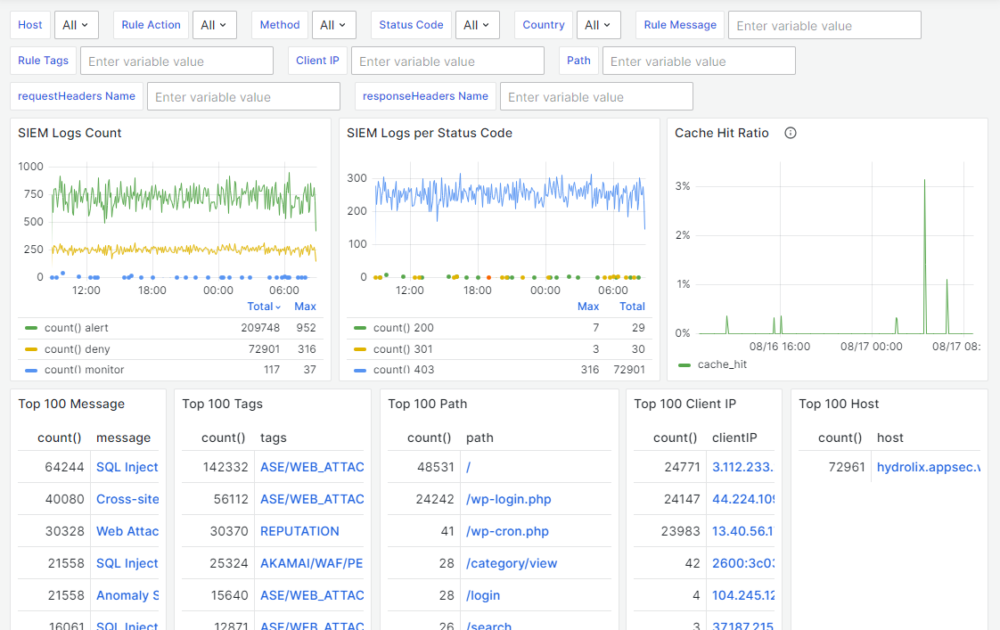 Host All Rule Action All Method All Status Code All Country All Rule Message Enter variable value
Rule Tags Enter variable value Client IP Enter variable value Path Enter variable value
requestHeaders Name Enter variable value responseHeaders Name Enter variable value
SIEM Logs Count
1000
750
500
250
0
12:00 18:00 00:00 06:00
Total Max
count() alert 209748 952
count() deny 72901 316
count() monitor 117 37
SIEM Logs per Status Code
300
200
100
0
12:00 18:00 00:00 06:00
Max Total
count() 200 7 29
count() 301 3 30
count() 403 316 72901
Cache Hit Ratio
3%
2%
1%
0%
08/16 16:00 08/17 00:00 08/17 08:
cache_hit
Top 100 Message
count() message
64244 SQL Inject
40080 Cross-site
30328 Web Attac
21558 SQL Inject
21558 Anomaly S
16061 SQL Inject
Top 100 Tags
count() tags
142332 ASE/WEB_ATTAC
56112 ASE/WEB_ATTAC
30370 REPUTATION
25324 AKAMAI/WAF/PE
15640 ASE/WEB_ATTAC
12871 ASE/WEB_ATTAC
Top 100 Path
count() path
48531 /
24242 /wp-login.php
41 /wp-cron.php
28 /category/view
28 /login
26 /search
Top 100 Client IP
count() clientIP
24771 3.112.233.
24147 44.224.109
23983 13.40.56.1
42 2600:3c03
4 104.245.12
3 37.187.215
Top 100 Host
count() host
72961 hydrolix.appsec.